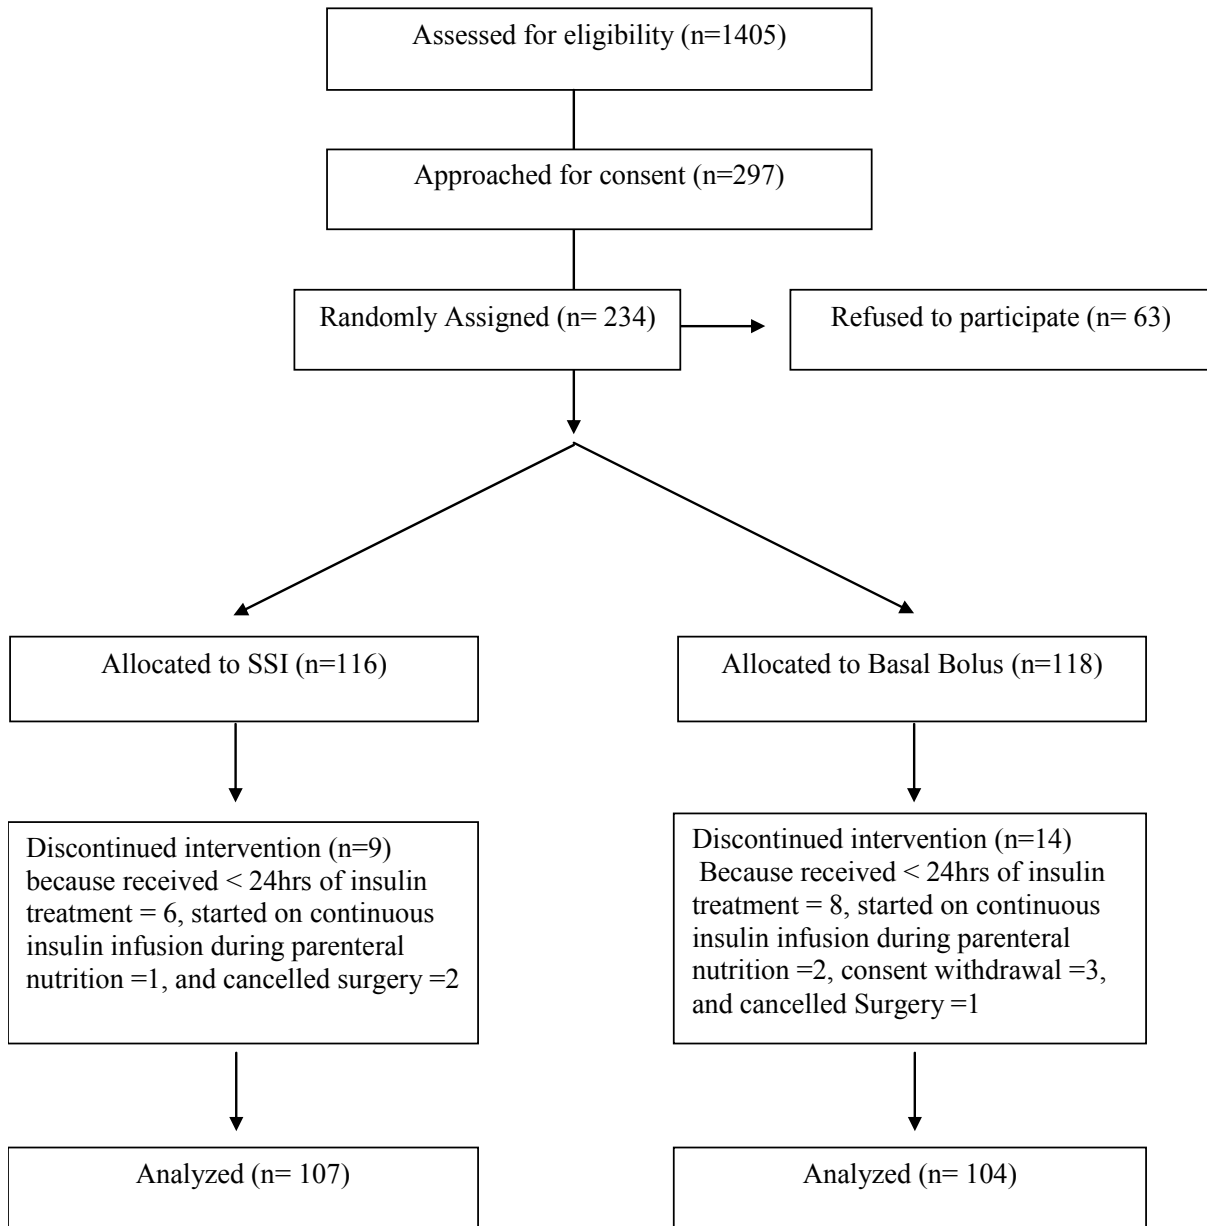 Assessed for eligibility (n=1405)
Approached for consent (n=297)
Randomly Assigned (n= 234)
Refused to participate (n= 63)
Allocated to SSI (n=116)
Allocated to Basal Bolus (n=118)
Discontinued intervention (n=9)
because received < 24hrs of insulin
treatment = 6, started on continuous
insulin infusion during parenteral
nutrition =1, and cancelled surgery =2
Discontinued intervention (n=14)
Because received < 24hrs of insulin
treatment = 8, started on continuous
insulin infusion during parenteral
nutrition =2, consent withdrawal =3,
and cancelled Surgery =1
Analyzed (n= 107)
Analyzed (n= 104)